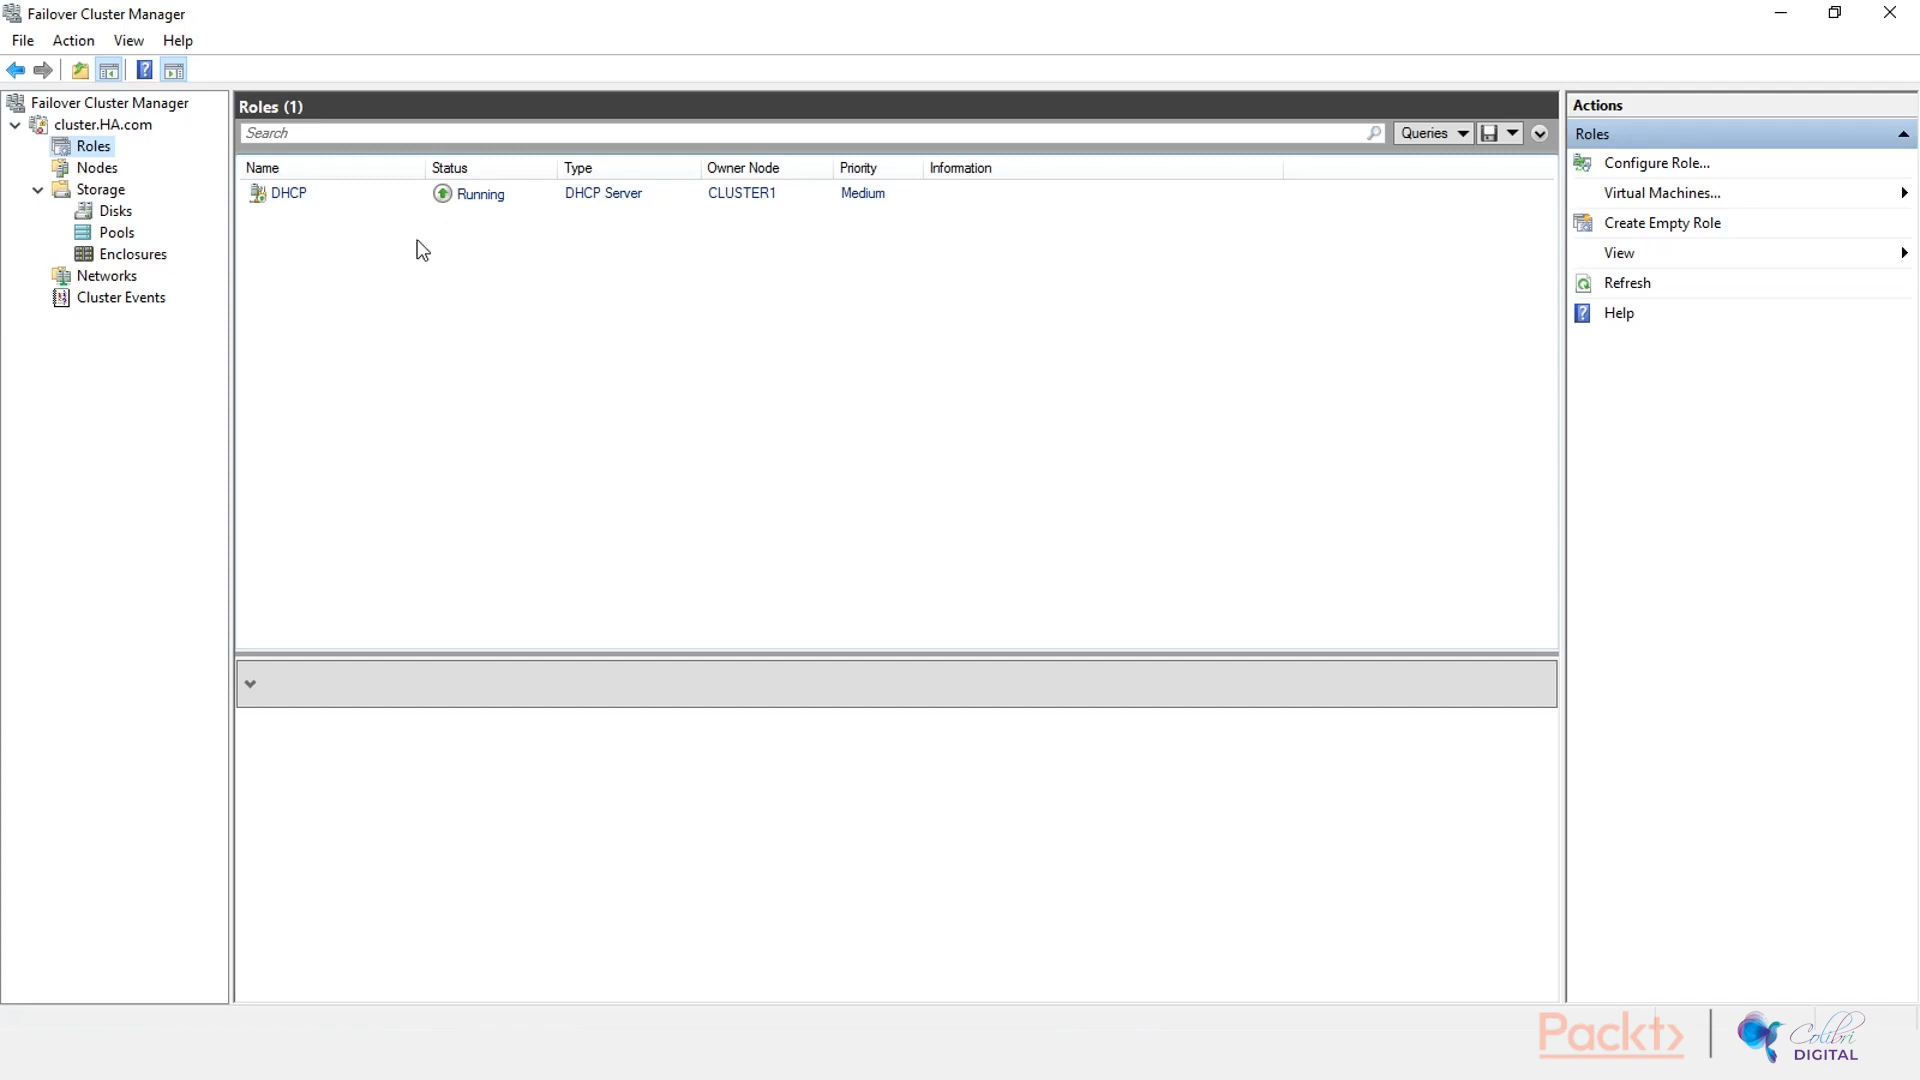 Failover Cluster Manager
File Action View Help
Failover Cluster Manager
cluster.HA.com
Roles
Nodes
Storage
Disks
Pools
Enclosures
Networks
Cluster Events
Roles (1)
Search
Queries
Name Status Type Owner Node Priority Information
DHCP Running DHCP Server CLUSTER1 Medium
Actions
Roles
Configure Role...
Virtual Machines...
Create Empty Role
View
Refresh
Help
Packt>
Colibri
DIGITAL